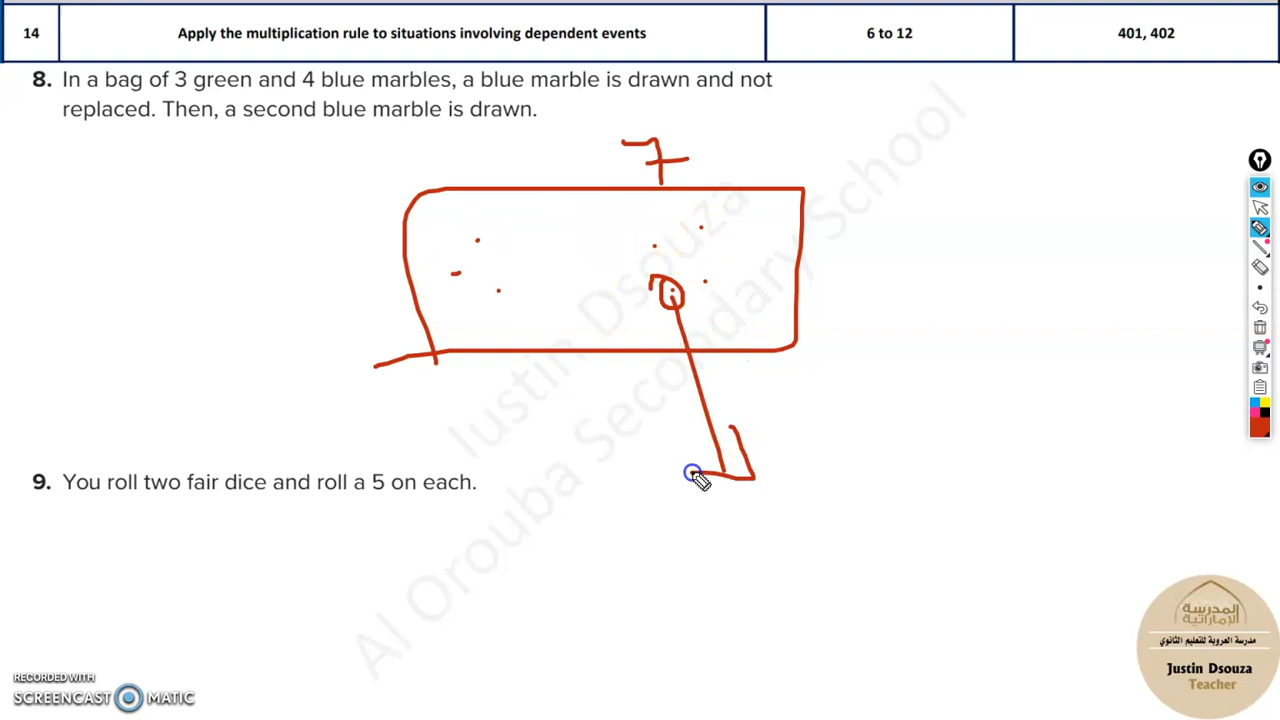 14 Apply the multiplication rule to situations involving dependent events 6 to 12 401, 402
8. In a bag of 3 green and 4 blue marbles, a blue marble is drawn and not
replaced. Then, a second blue marble is drawn.
7
Justin Dsouza
Al Orouba Secondary School
9. You roll two fair dice and roll a 5 on each.
المدرسة
الإماراتية
مدرسة العروبة للتعليم الثانوي
Justin Dsouza
Teacher
RECORDED WITH
SCREENCAST MATIC